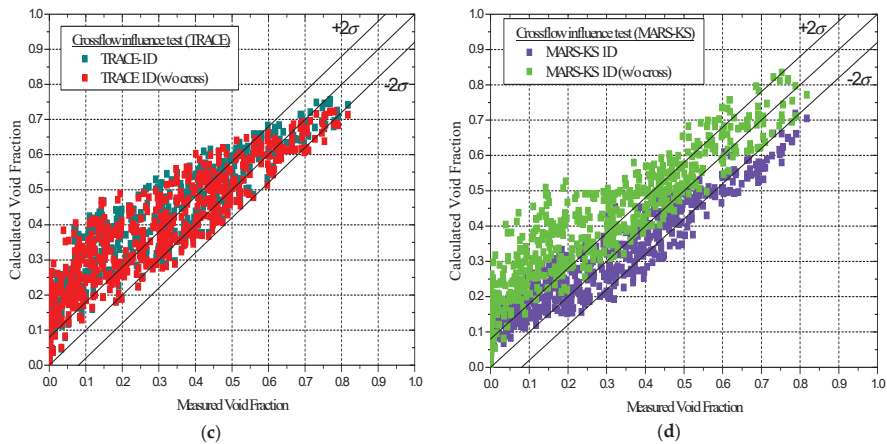 Crossflow influence test (TRACE)
TRACE-1D
TRACE 1D(w/o cross)
+2σ
-2σ
1.0
0.9
0.8
0.7
0.6
0.5
0.4
0.3
0.2
0.1
0.0
Calculated Void Fraction
0.0 0.1 0.2 0.3 0.4 0.5 0.6 0.7 0.8 0.9 1.0
Measured Void Fraction
(c)
Crossflow influence test (MARS-KS)
MARS-KS 1D
MARS-KS 1D(w/o cross)
+2σ
-2σ
1.0
0.9
0.8
0.7
0.6
0.5
0.4
0.3
0.2
0.1
0.0
Calculated Void Fraction
0.0 0.1 0.2 0.3 0.4 0.5 0.6 0.7 0.8 0.9 1.0
Measured Void Fraction
(d)